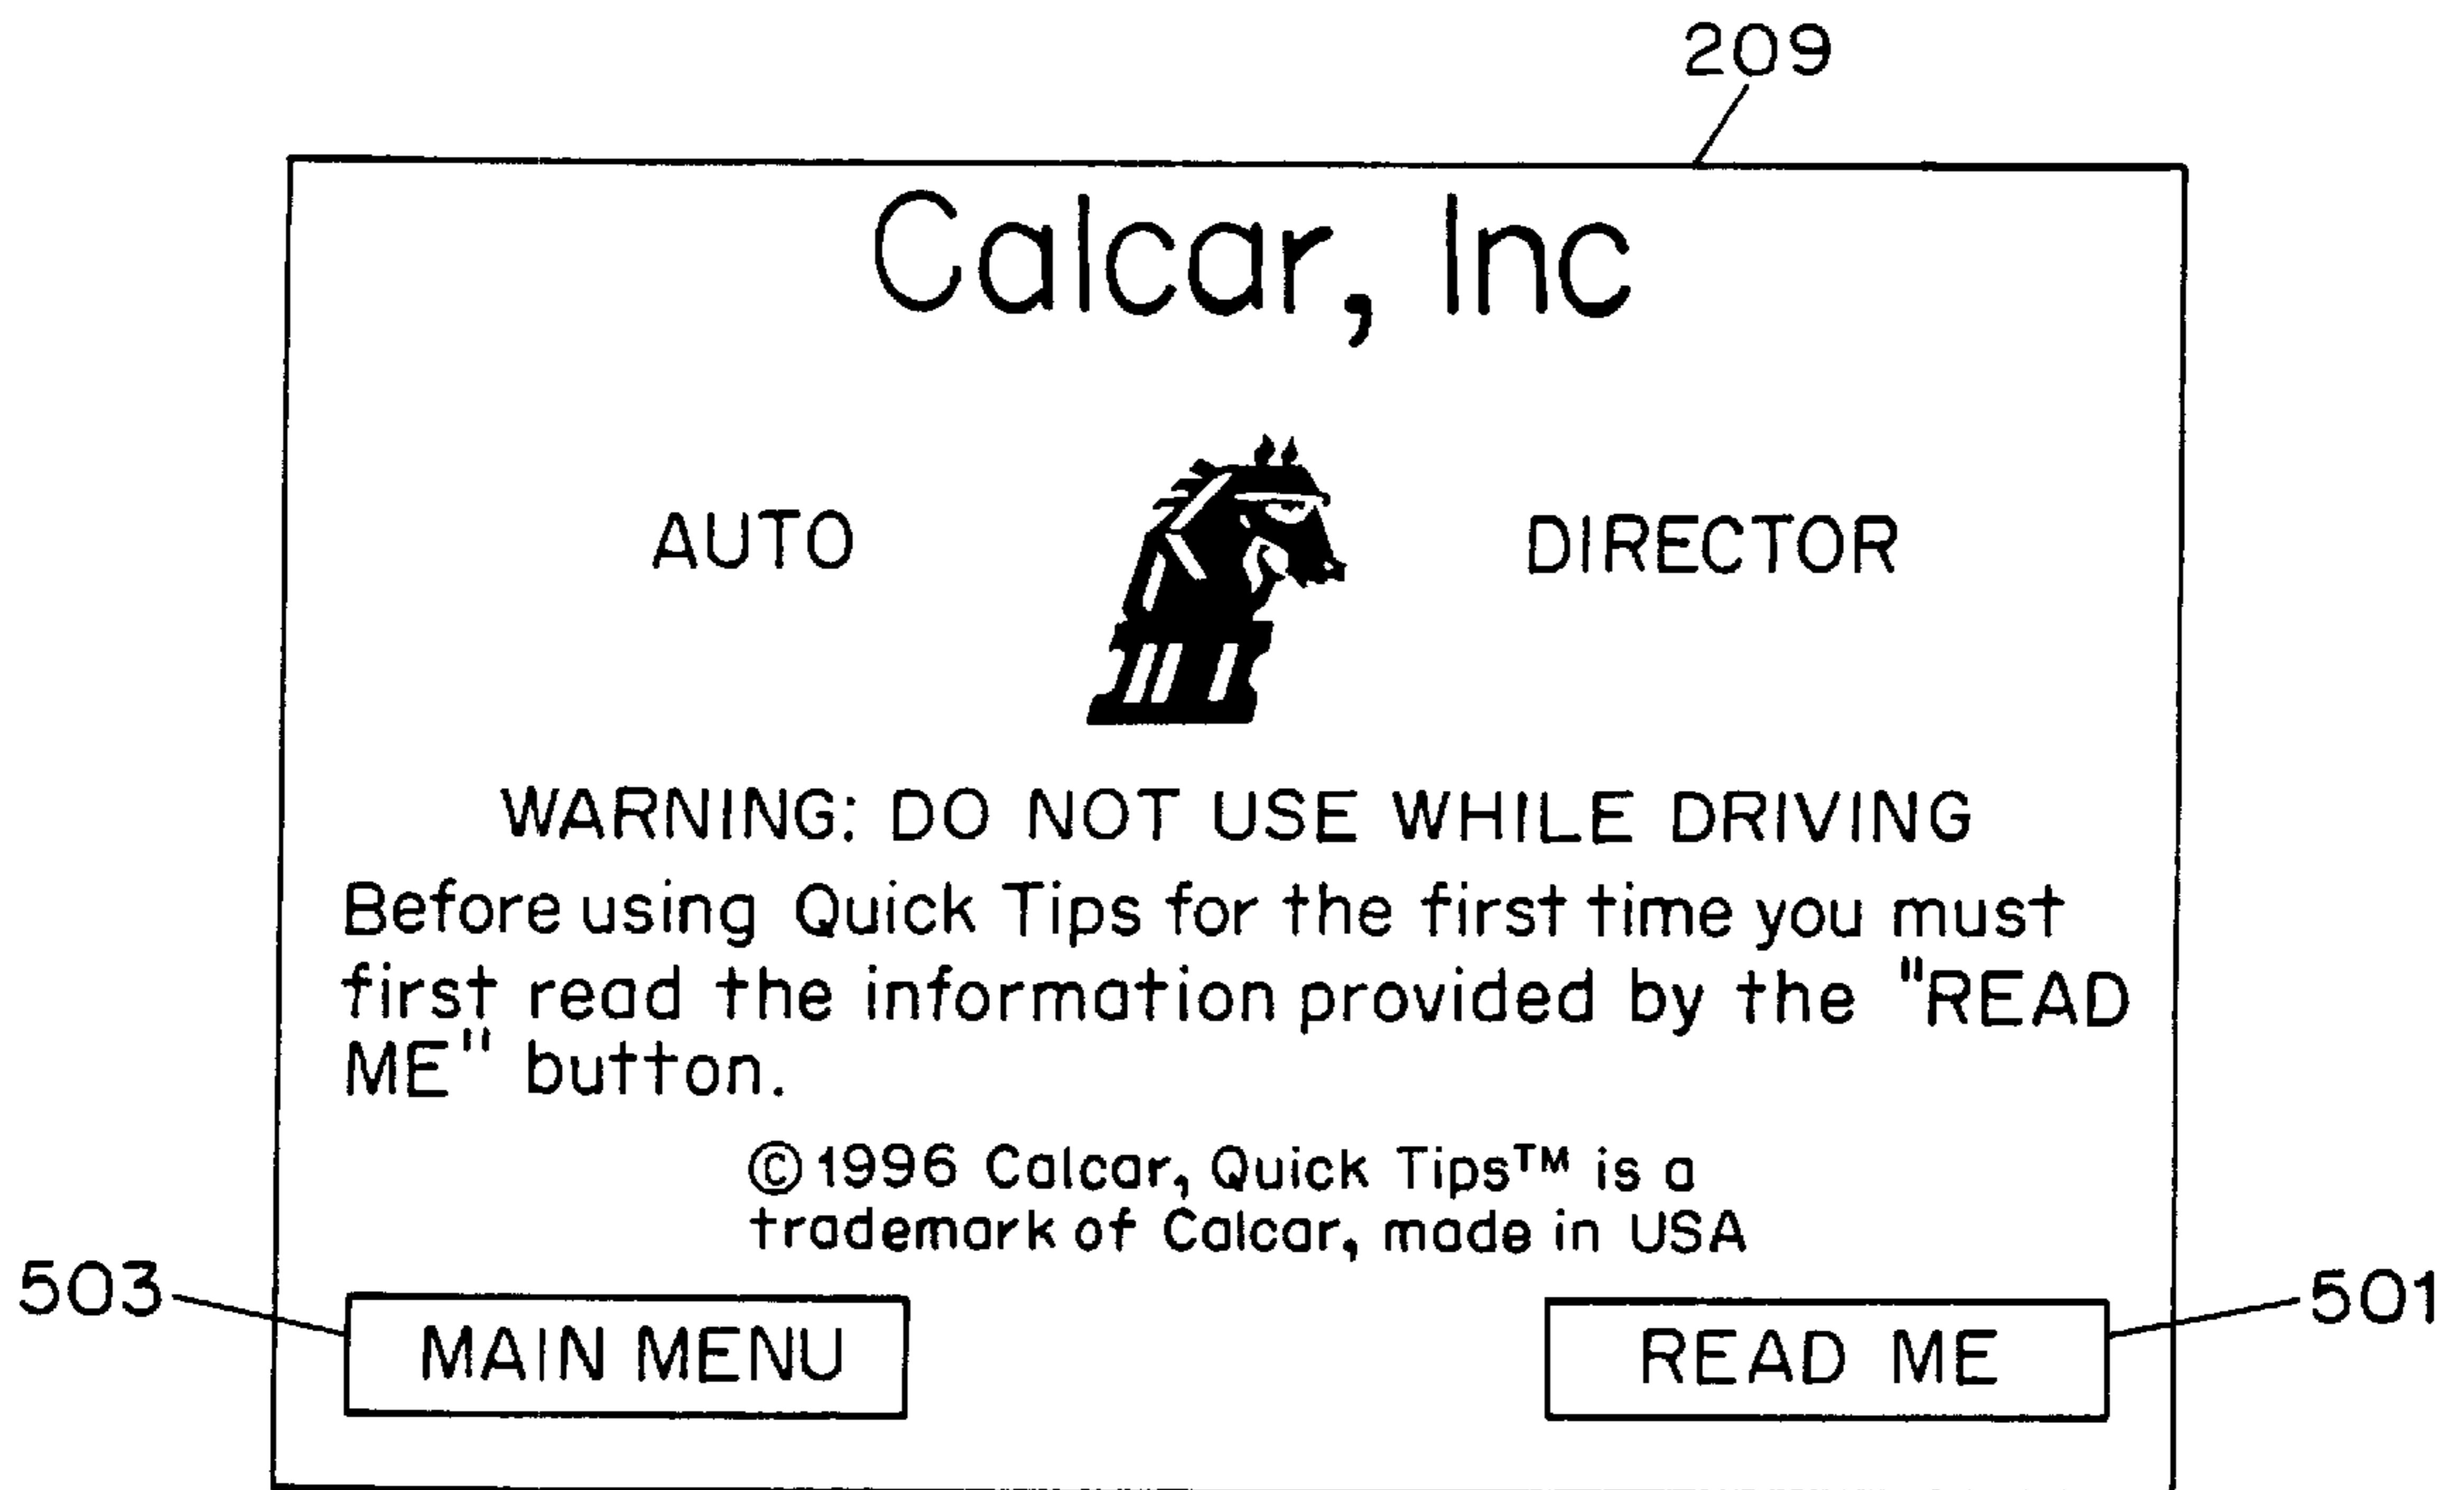 209
Calcar, Inc
AUTO DIRECTOR
WARNING: DO NOT USE WHILE DRIVING
Before using Quick Tips for the first time you must
first read the information provided by the "READ
ME" button.
©1996 Calcar, Quick Tips™ is a
trademark of Calcar, made in USA
503 MAIN MENU READ ME 501